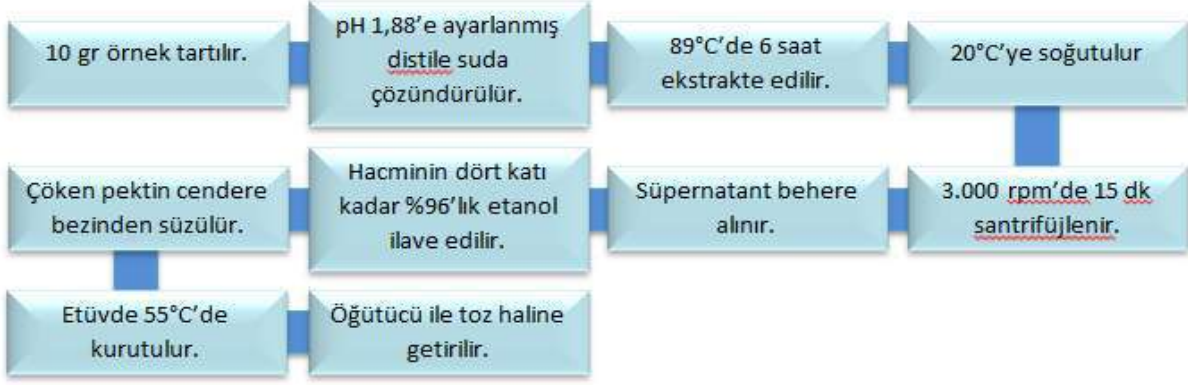 10 gr örnek tartılır.
pH 1,88’e ayarlanmış
distile suda
çözündürülür.
89°C’de 6 saat
ekstrakte edilir.
20°C’ye soğutulur
3.000 rpm’de 15 dk
santrifüjlenir.
Süpernatant behere
alınır.
Hacminin dört katı
kadar %96’lık etanol
ilave edilir.
Çöken pektin cendere
bezinden süzülür.
Etüvde 55°C’de
kurutulur.
Öğütücü ile toz haline
getirilir.